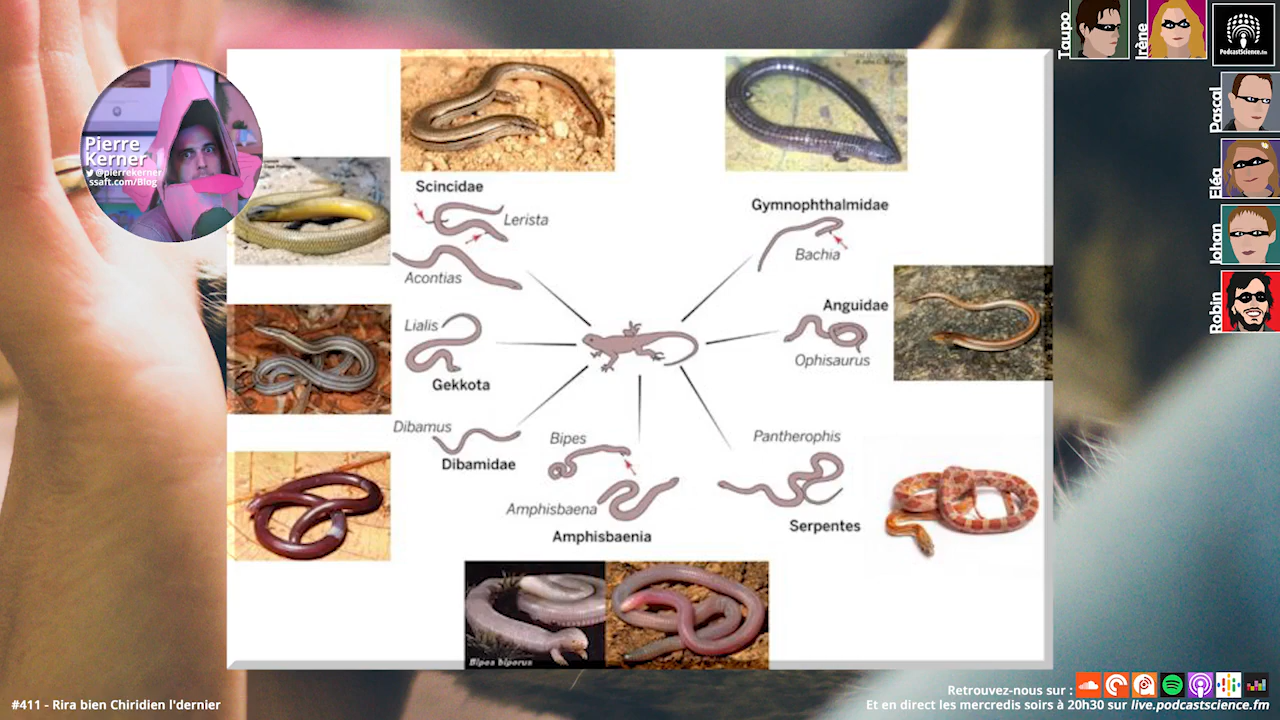 Taupo
Irène
PodcastScience.fm
Pascal
Eléa
Johan
Robin
Pierre
Kerner
@pierrekerner
ssaft.com/Blog
Scincidae
Lerista
Acontias
Gymnophthalmidae
Bachia
Anguidae
Ophisaurus
Lialis
Gekkota
Dibamus
Dibamidae
Bipes
Amphisbaena
Amphisbaenia
Pantherophis
Serpentes
Bipes biporus
#411 - Rira bien Chiridien l'dernier
Retrouvez-nous sur :
Et en direct les mercredis soirs à 20h30 sur live.podcastscience.fm